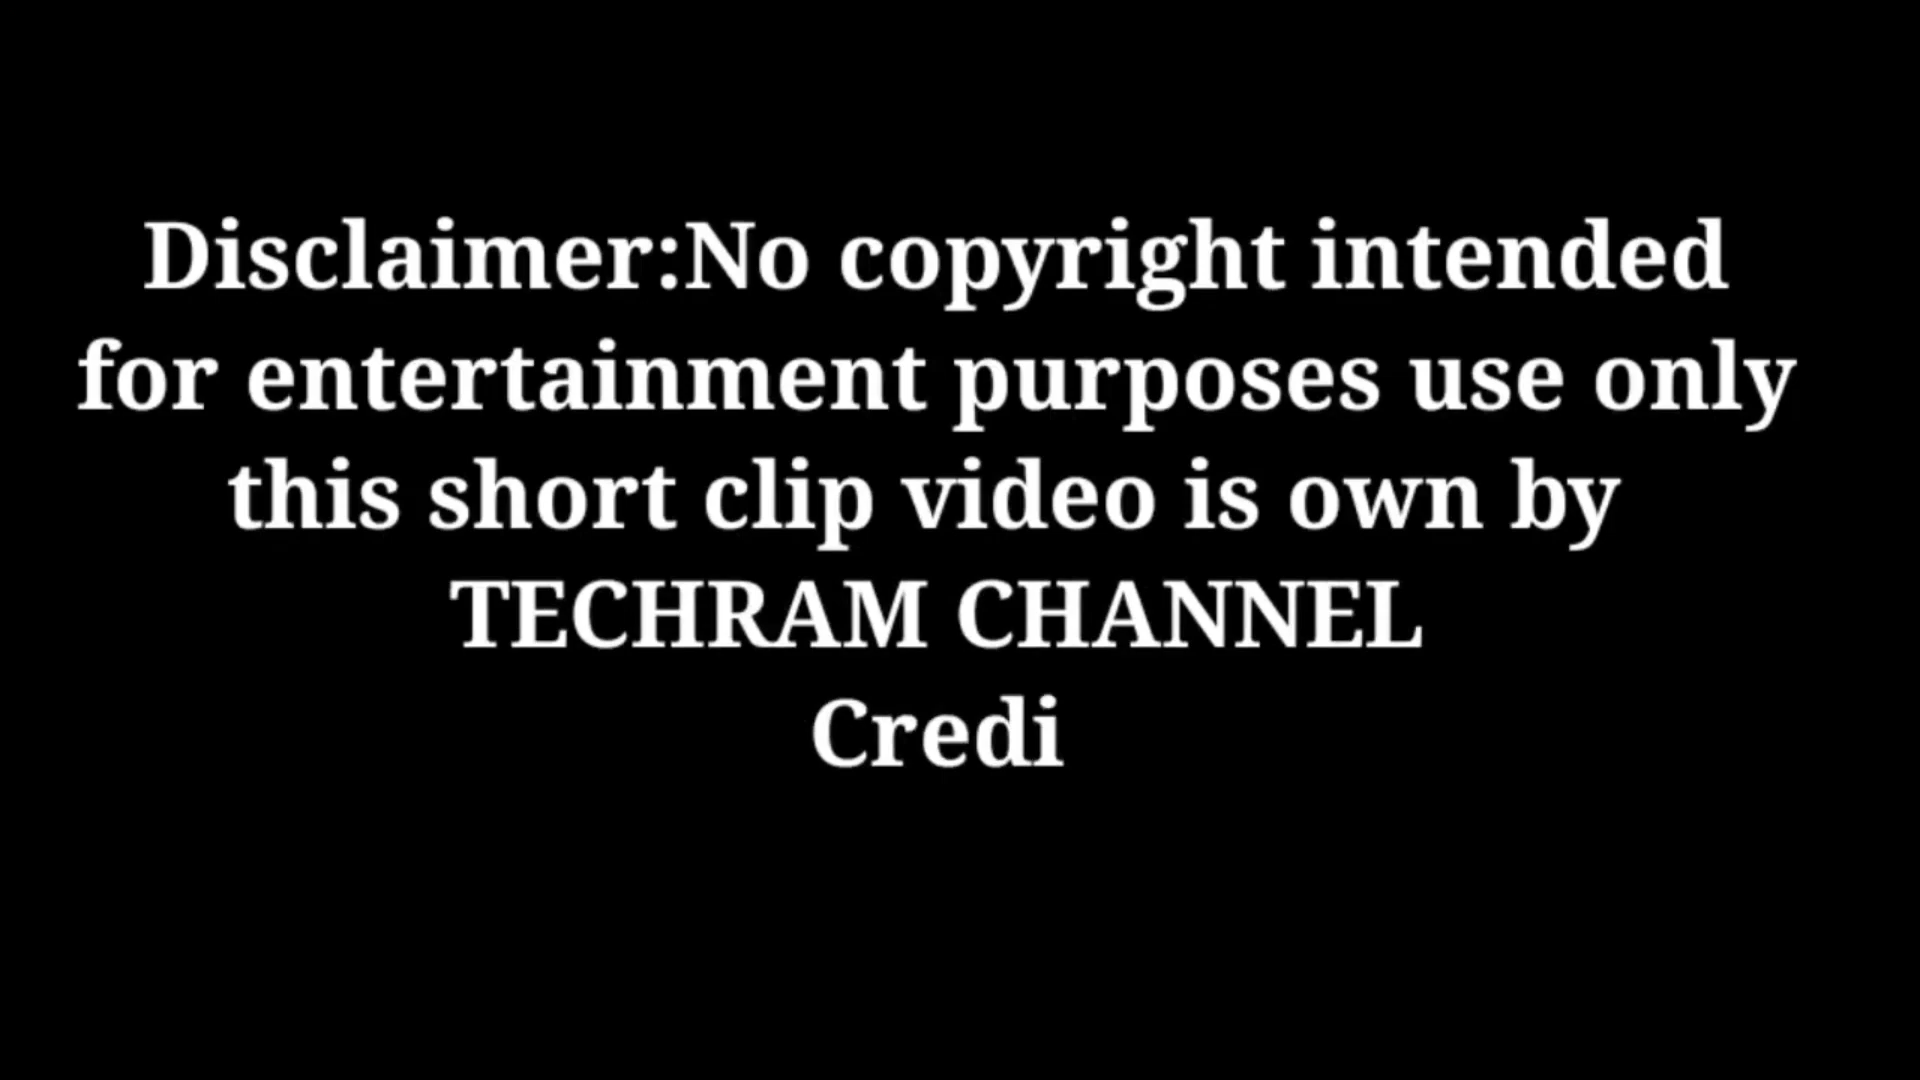 Disclaimer:No copyright intended
for entertainment purposes use only
this short clip video is own by
TECHRAM CHANNEL
Credi